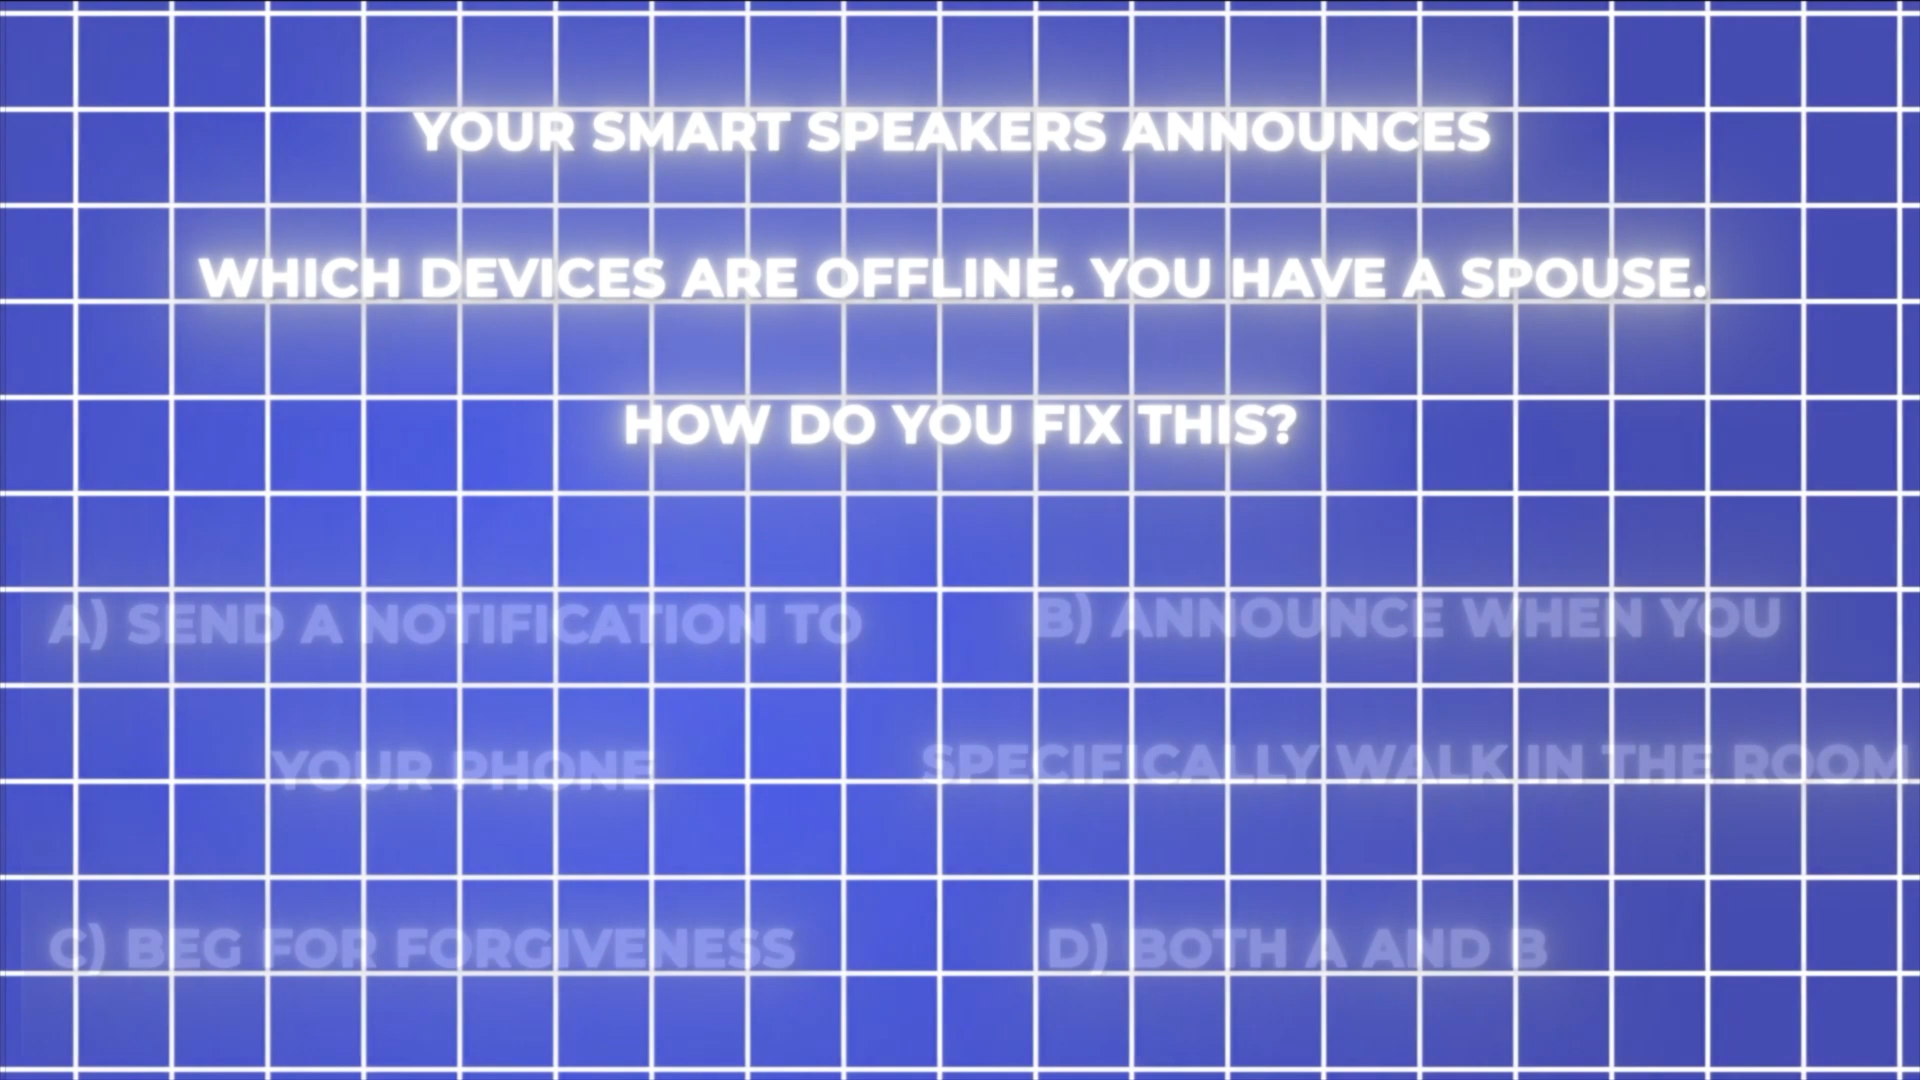 YOUR SMART SPEAKERS ANNOUNCES
WHICH DEVICES ARE OFFLINE. YOU HAVE A SPOUSE.
HOW DO YOU FIX THIS?
A) SEND A NOTIFICATION TO
YOUR PHONE
B) ANNOUNCE WHEN YOU
SPECIFICALLY WALK IN THE ROOM
C) BEG FOR FORGIVENESS
D) BOTH A AND B